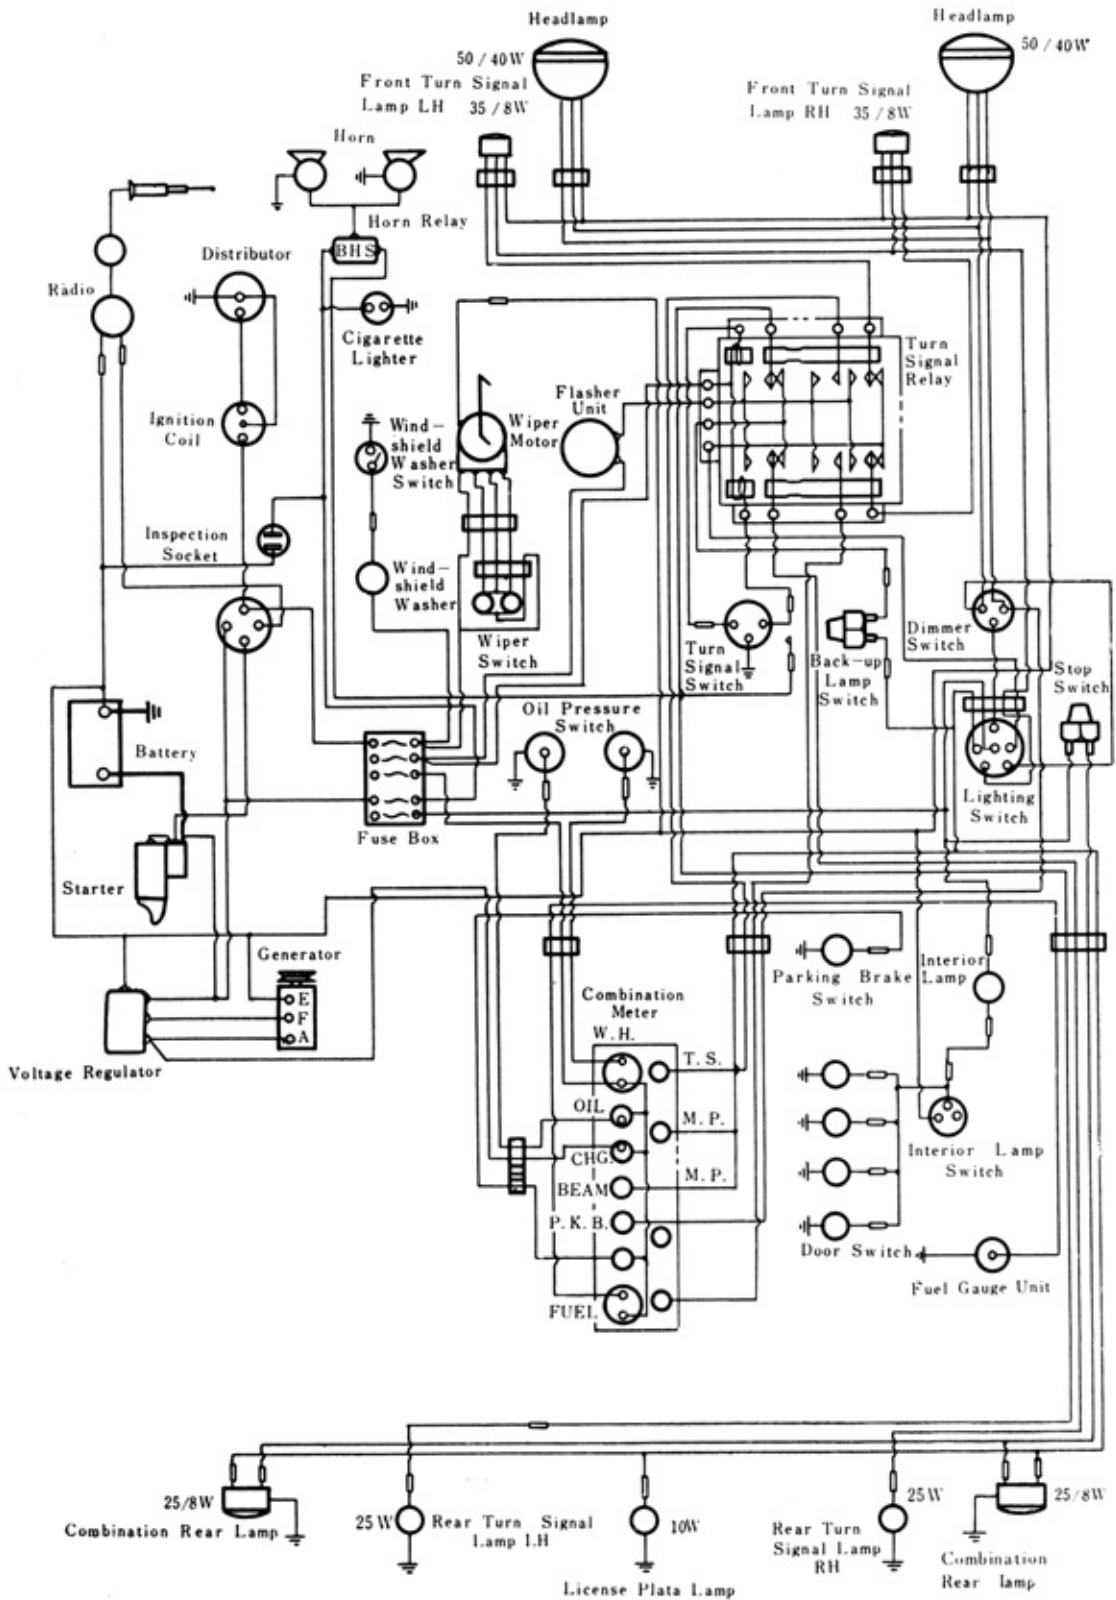 Headlamp
50/40W
Headlamp
50/40W
Front Turn Signal
Lamp LH 35/8W
Front Turn Signal
Lamp RH 35/8W
Horn
Horn Relay
BHS
Distributor
Radio
Cigarette
Lighter
Turn
Signal
Relay
Flasher
Unit
Wiper
Motor
Wind-
shield
Washer
Switch
Ignition
Coil
Inspection
Socket
Wind-
shield
Washer
Wiper
Switch
Turn
Signal
Switch
Back-up
Lamp
Switch
Dimmer
Switch
Stop
Switch
Oil Pressure
Switch
Battery
Fuse Box
Lighting
Switch
Starter
Generator
E
F
A
Voltage Regulator
Combination
Meter
W.H.
T.S.
OIL
M.P.
CHG.
M.P.
BEAM
P.K.B.
FUEL
Parking Brake
Switch
Interior
Lamp
Interior Lamp
Switch
Door Switch
Fuel Gauge Unit
25/8W
Combination Rear Lamp
25W
Rear Turn Signal
Lamp LH
10W
License Plata Lamp
25W
Rear Turn
Signal Lamp
RH
25/8W
Combination
Rear lamp